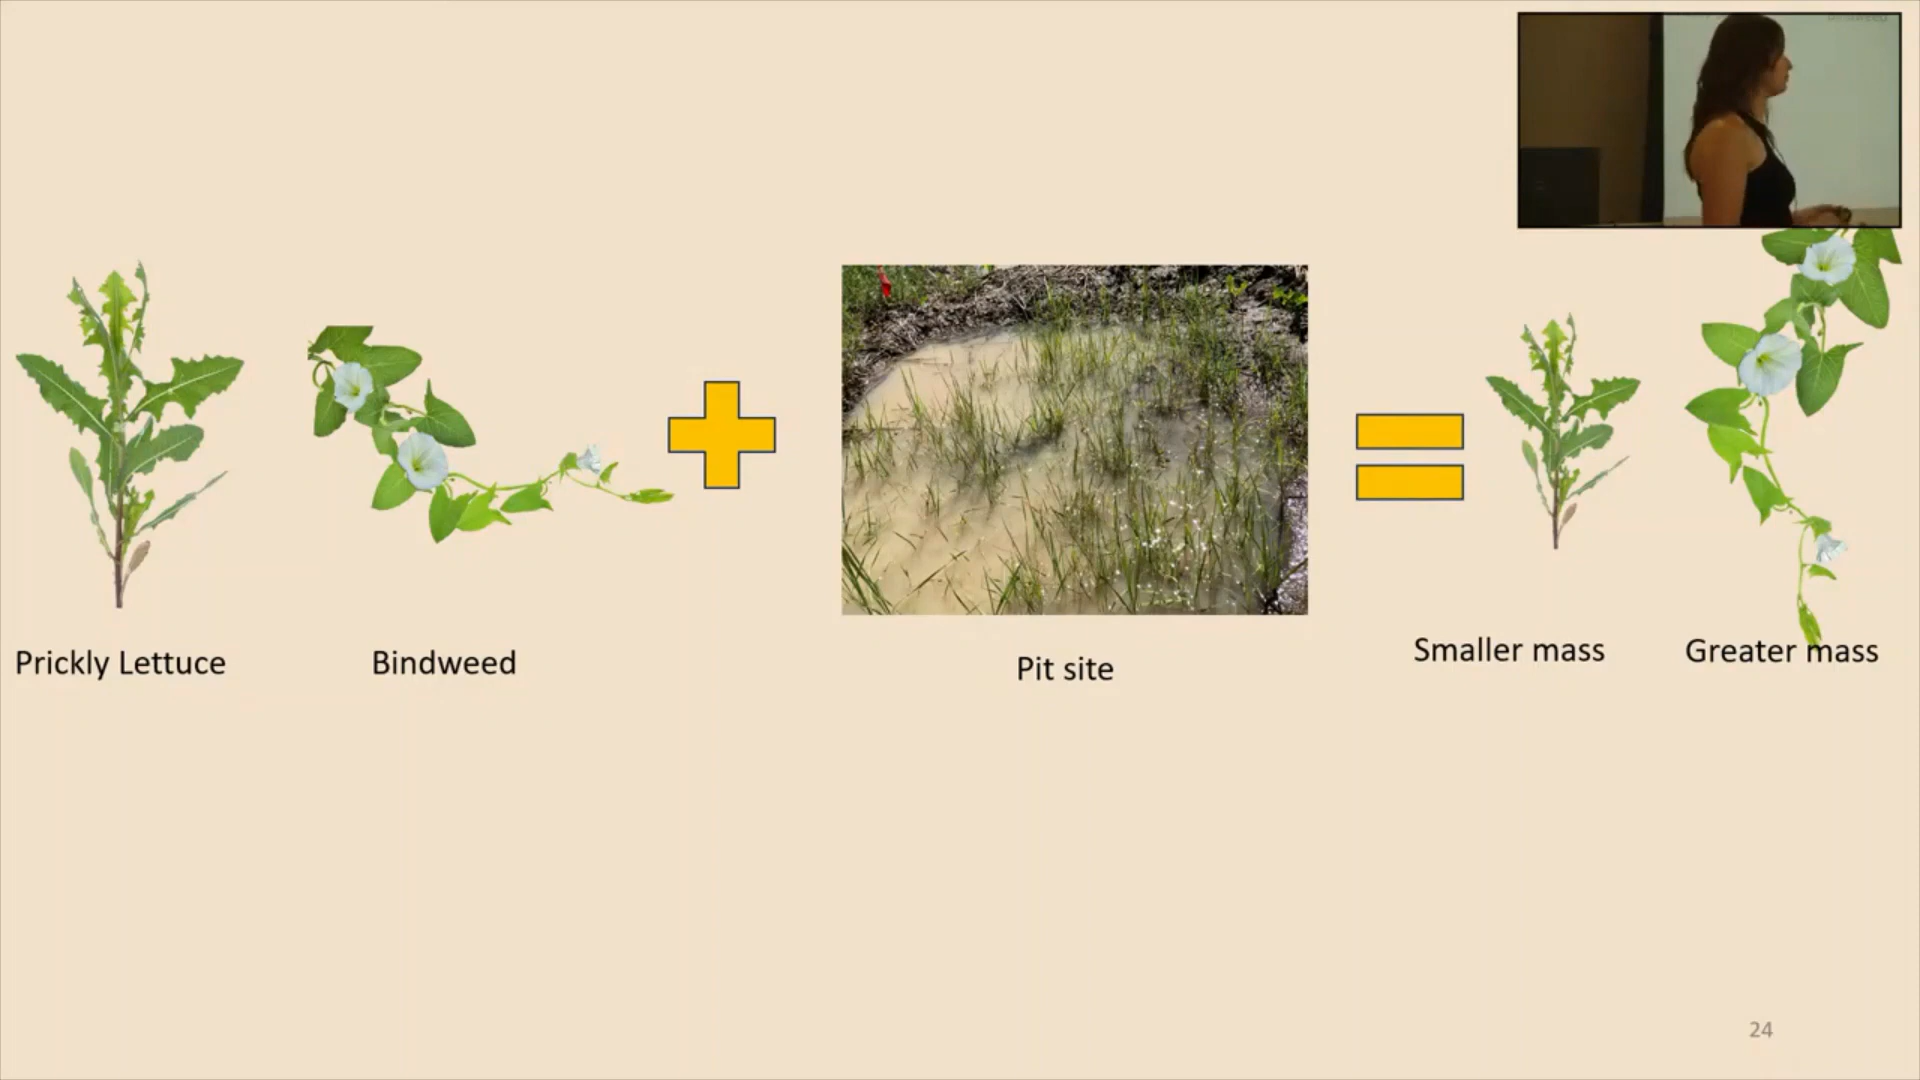 Prickly Lettuce
Bindweed
Pit site
Smaller mass
Greater mass
24